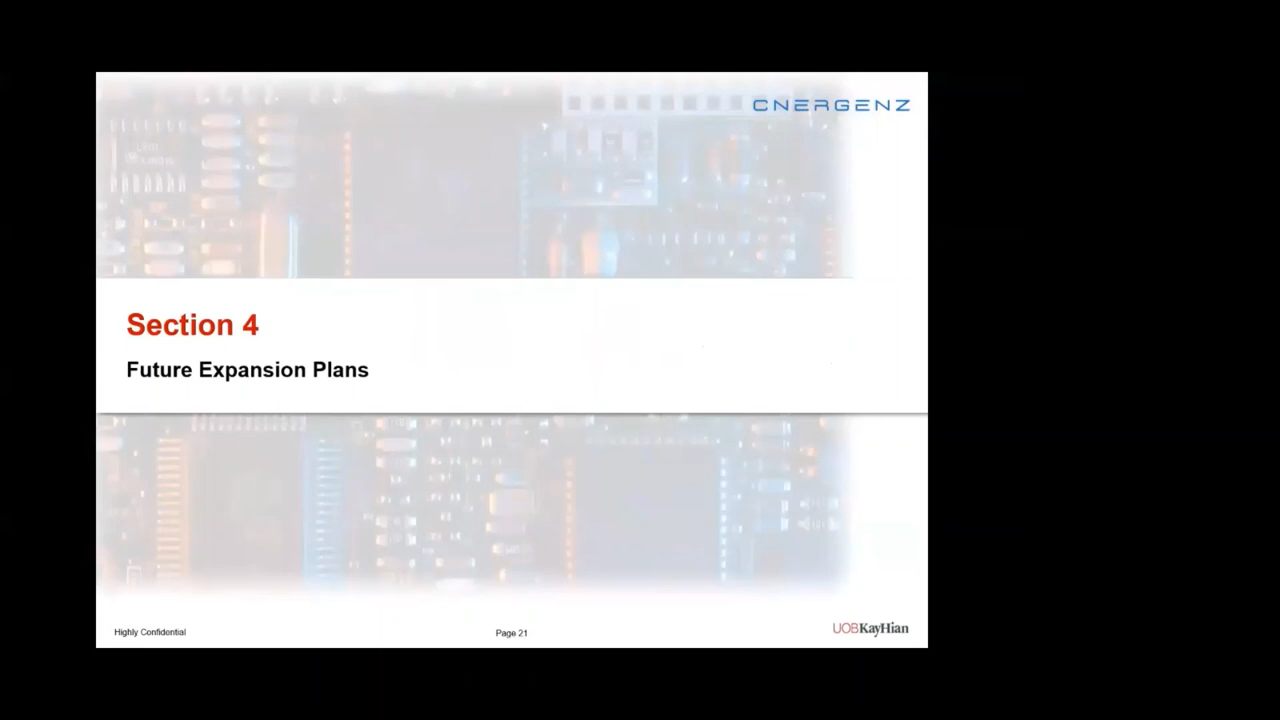 CNERGENZ
Section 4
Future Expansion Plans
Highly Confidential
Page 21
UOBKayHian